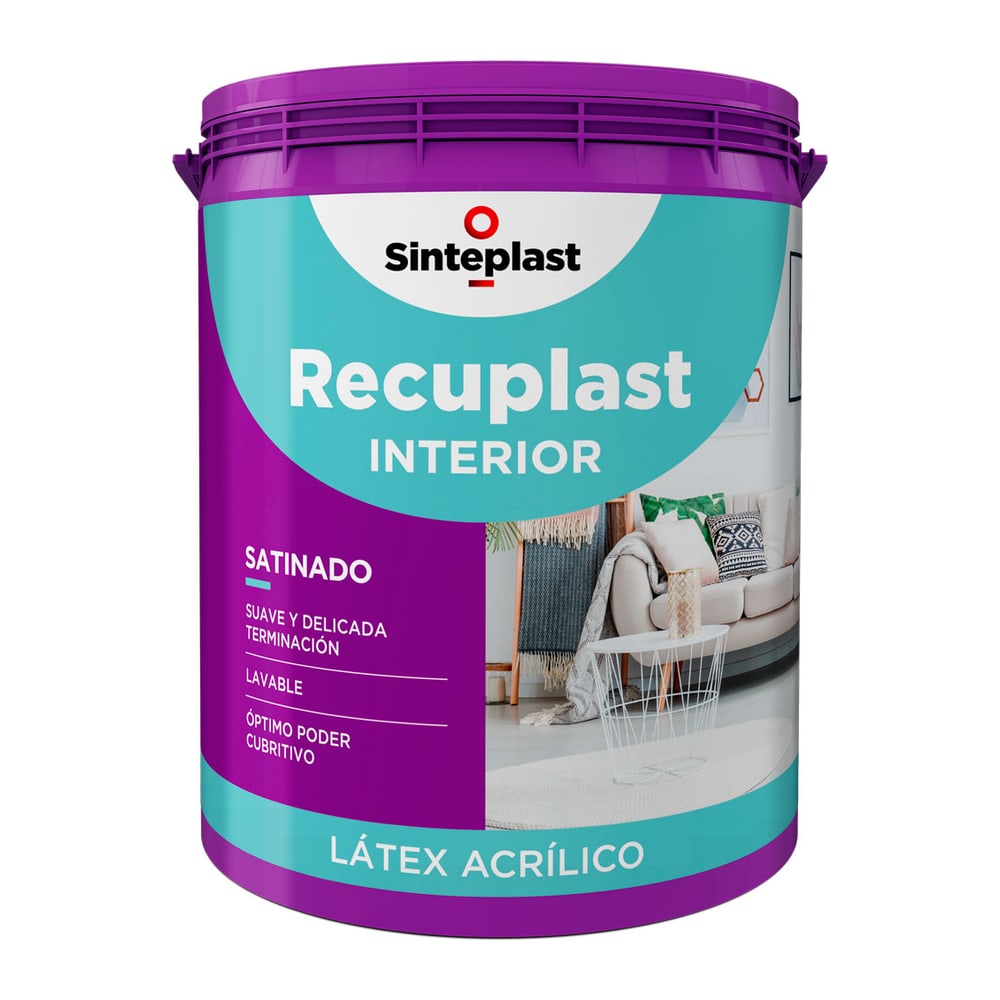 Sinteplast
Recuplast
INTERIOR
SATINADO
SUAVE Y DELICADA
TERMINACIÓN
LAVABLE
ÓPTIMO PODER
CUBRITIVO
LÁTEX ACRÍLICO